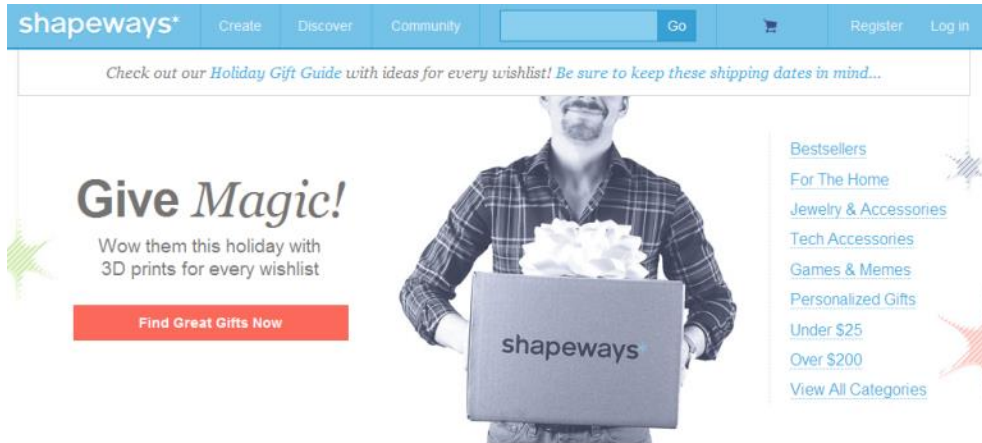 shapeways*
Create
Discover
Community
Go
Register
Log in
Check out our Holiday Gift Guide with ideas for every wishlist! Be sure to keep these shipping dates in mind...
Give Magic!
Wow them this holiday with
3D prints for every wishlist
Find Great Gifts Now
shapeways*
Bestsellers
For The Home
Jewelry & Accessories
Tech Accessories
Games & Memes
Personalized Gifts
Under $25
Over $200
View All Categories